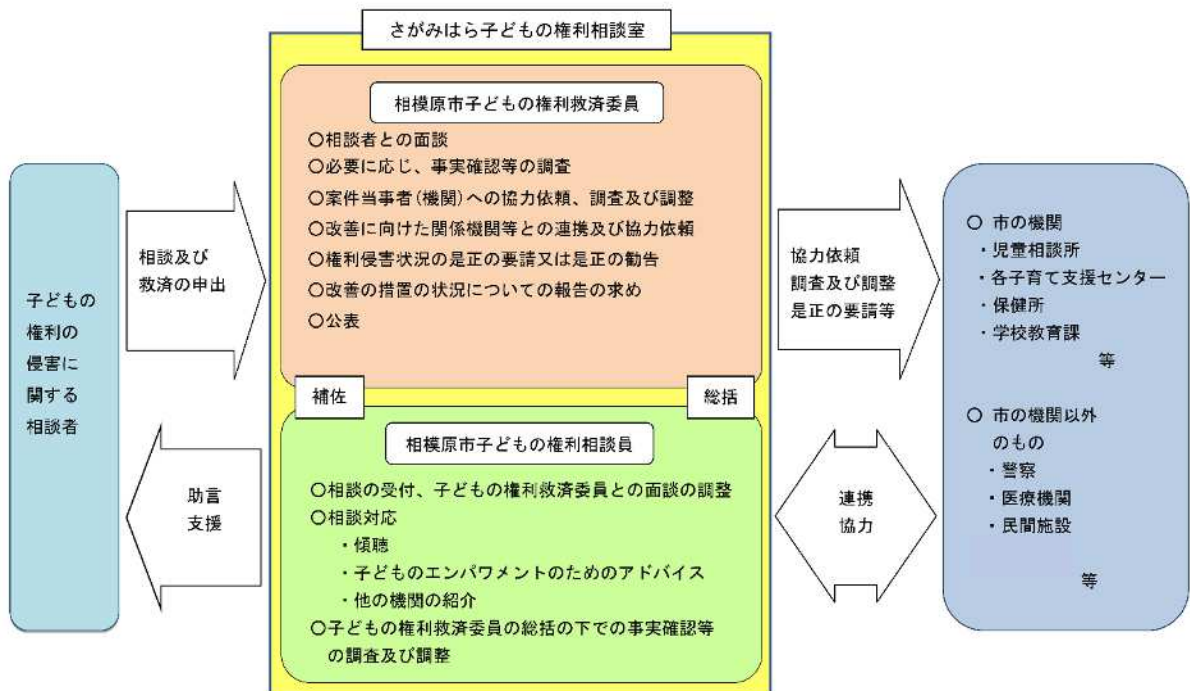 さがみはら子どもの権利相談室
相模原市子どもの権利救済委員
〇相談者との面談
〇必要に応じ、事実確認等の調査
〇案件当事者(機関)への協力依頼、調査及び調整
〇改善に向けた関係機関等との連携及び協力依頼
〇権利侵害状況の是正の要請又は是正の勧告
〇改善の措置の状況についての報告の求め
〇公表
補佐
総括
相模原市子どもの権利相談員
〇相談の受付、子どもの権利救済委員との面談の調整
〇相談対応
・傾聴
・子どものエンパワメントのためのアドバイス
・他の機関の紹介
〇子どもの権利救済委員の総括の下での事実確認等
の調査及び調整
子どもの
権利の
侵害に
関する
相談者
相談及び
救済の申出
助言
支援
協力依頼
調査及び調整
是正の要請等
連携
協力
〇 市の機関
・児童相談所
・各子育て支援センター
・保健所
・学校教育課
等
〇 市の機関以外
のもの
・警察
・医療機関
・民間施設
等